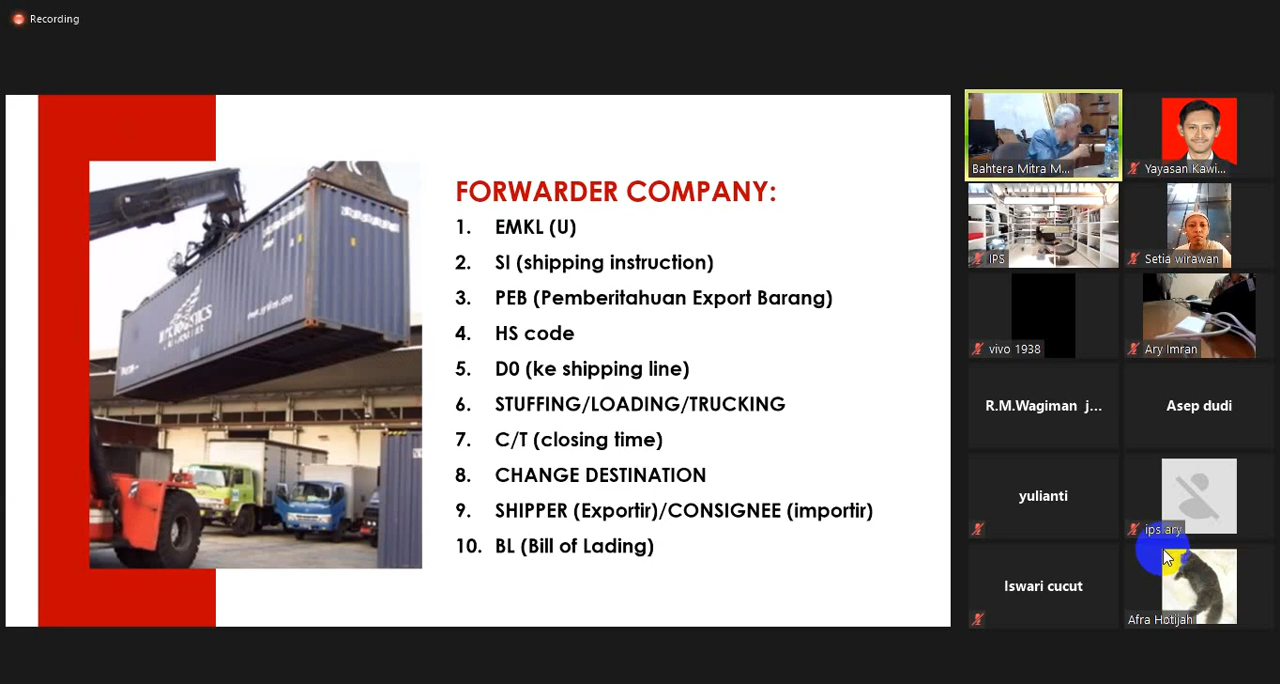 Recording
FORWARDER COMPANY:
1. EMKL (U)
2. SI (shipping instruction)
3. PEB (Pemberitahuan Export Barang)
4. HS code
5. D0 (ke shipping line)
6. STUFFING/LOADING/TRUCKING
7. C/T (closing time)
8. CHANGE DESTINATION
9. SHIPPER (Exportir)/CONSIGNEE (importir)
10. BL (Bill of Lading)
Bahtera Mitra M...
Yayasan Kawi...
IPS
Setia wirawan
vivo 1938
Ary Imran
R.M.Wagiman j...
Asep dudi
yulianti
ips.ary
Iswari cucut
Afra Hotijah